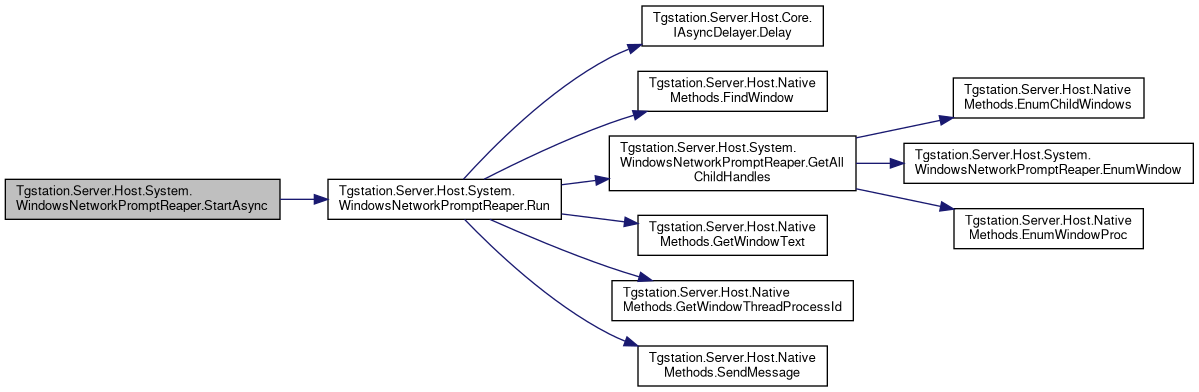 Tgstation.Server.Host.System.
WindowsNetworkPromptReaper.StartAsync
Tgstation.Server.Host.System.
WindowsNetworkPromptReaper.Run
Tgstation.Server.Host.Core.
IAsyncDelayer.Delay
Tgstation.Server.Host.Native
Methods.FindWindow
Tgstation.Server.Host.System.
WindowsNetworkPromptReaper.GetAll
ChildHandles
Tgstation.Server.Host.Native
Methods.GetWindowText
Tgstation.Server.Host.Native
Methods.GetWindowThreadProcessId
Tgstation.Server.Host.Native
Methods.SendMessage
Tgstation.Server.Host.Native
Methods.EnumChildWindows
Tgstation.Server.Host.System.
WindowsNetworkPromptReaper.EnumWindow
Tgstation.Server.Host.Native
Methods.EnumWindowProc